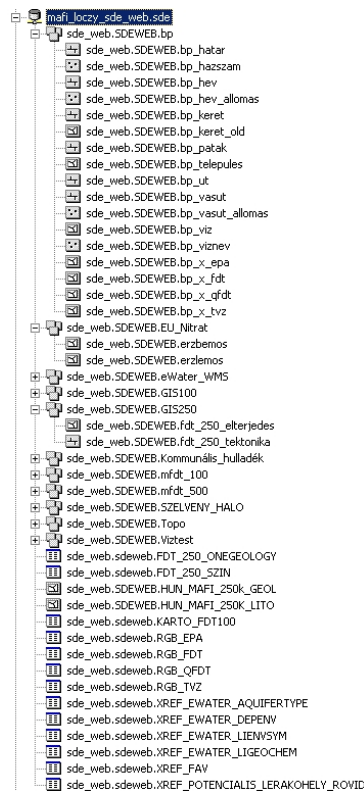 mafi_loczy_sde_web.sde
sde_web.SDEWEB.bp
sde_web.SDEWEB.bp_hatar
sde_web.SDEWEB.bp_hazszam
sde_web.SDEWEB.bp_hev
sde_web.SDEWEB.bp_hev_allomas
sde_web.SDEWEB.bp_keret
sde_web.SDEWEB.bp_keret_old
sde_web.SDEWEB.bp_patak
sde_web.SDEWEB.bp_telepules
sde_web.SDEWEB.bp_ut
sde_web.SDEWEB.bp_vasut
sde_web.SDEWEB.bp_vasut_allomas
sde_web.SDEWEB.bp_viz
sde_web.SDEWEB.bp_viznev
sde_web.SDEWEB.bp_x_epa
sde_web.SDEWEB.bp_x_fdt
sde_web.SDEWEB.bp_x_qfdt
sde_web.SDEWEB.bp_x_tvz
sde_web.SDEWEB.EU_Nitrat
sde_web.SDEWEB.erzbemos
sde_web.SDEWEB.erzlemos
sde_web.SDEWEB.eWater_WMS
sde_web.SDEWEB.GIS100
sde_web.SDEWEB.GIS250
sde_web.SDEWEB.fdt_250_elterjedes
sde_web.SDEWEB.fdt_250_tektonika
sde_web.SDEWEB.Kommunális_hulladék
sde_web.SDEWEB.mfdt_100
sde_web.SDEWEB.mfdt_500
sde_web.SDEWEB.SZELVENY_HALO
sde_web.SDEWEB.Topo
sde_web.SDEWEB.Viztest
sde_web.sdeweb.FDT_250_ONEGEOLOGY
sde_web.sdeweb.FDT_250_SZIN
sde_web.SDEWEB.HUN_MAFI_250k_GEOL
sde_web.SDEWEB.HUN_MAFI_250K_LITO
sde_web.sdeweb.KARTO_FDT100
sde_web.sdeweb.RGB_EPA
sde_web.sdeweb.RGB_FDT
sde_web.sdeweb.RGB_QFDT
sde_web.sdeweb.RGB_TVZ
sde_web.sdeweb.XREF_EWATER_AQUIFERTYPE
sde_web.sdeweb.XREF_EWATER_DEPENV
sde_web.sdeweb.XREF_EWATER_LIENVSYM
sde_web.sdeweb.XREF_EWATER_LIGEOCHEM
sde_web.sdeweb.XREF_FAV
sde_web.sdeweb.XREF_POTENCIALIS_LERAKOHELY_ROVID